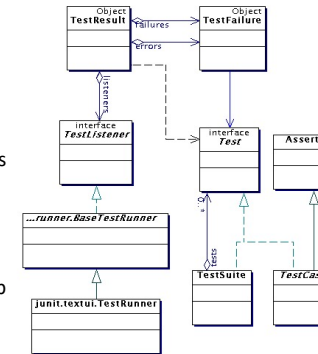 Object
TestResult
Object
TestFailure
failures
errors
listeners
interface
TestListener
interface
Test
Assert
s
...runner.BaseTestRunner
0..*
tests
TestSuite
TestCas
junit.textui.TestRunner